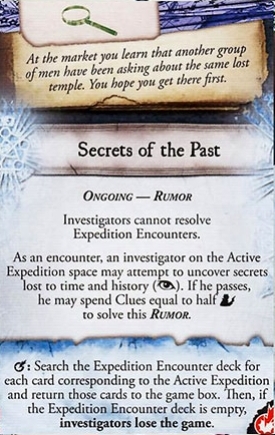 At the market you learn that another group
of men have been asking about the same lost
temple. You hope you get there first.
Secrets of the Past
ONGOING — RUMOR
Investigators cannot resolve
Expedition Encounters.
As an encounter, an investigator on the Active
Expedition space may attempt to uncover secrets
lost to time and history ( ). If he passes,
he may spend Clues equal to half
to solve this RUMOR.
: Search the Expedition Encounter deck for
each card corresponding to the Active Expedition
and return those cards to the game box. Then, if
the Expedition Encounter deck is empty,
investigators lose the game.